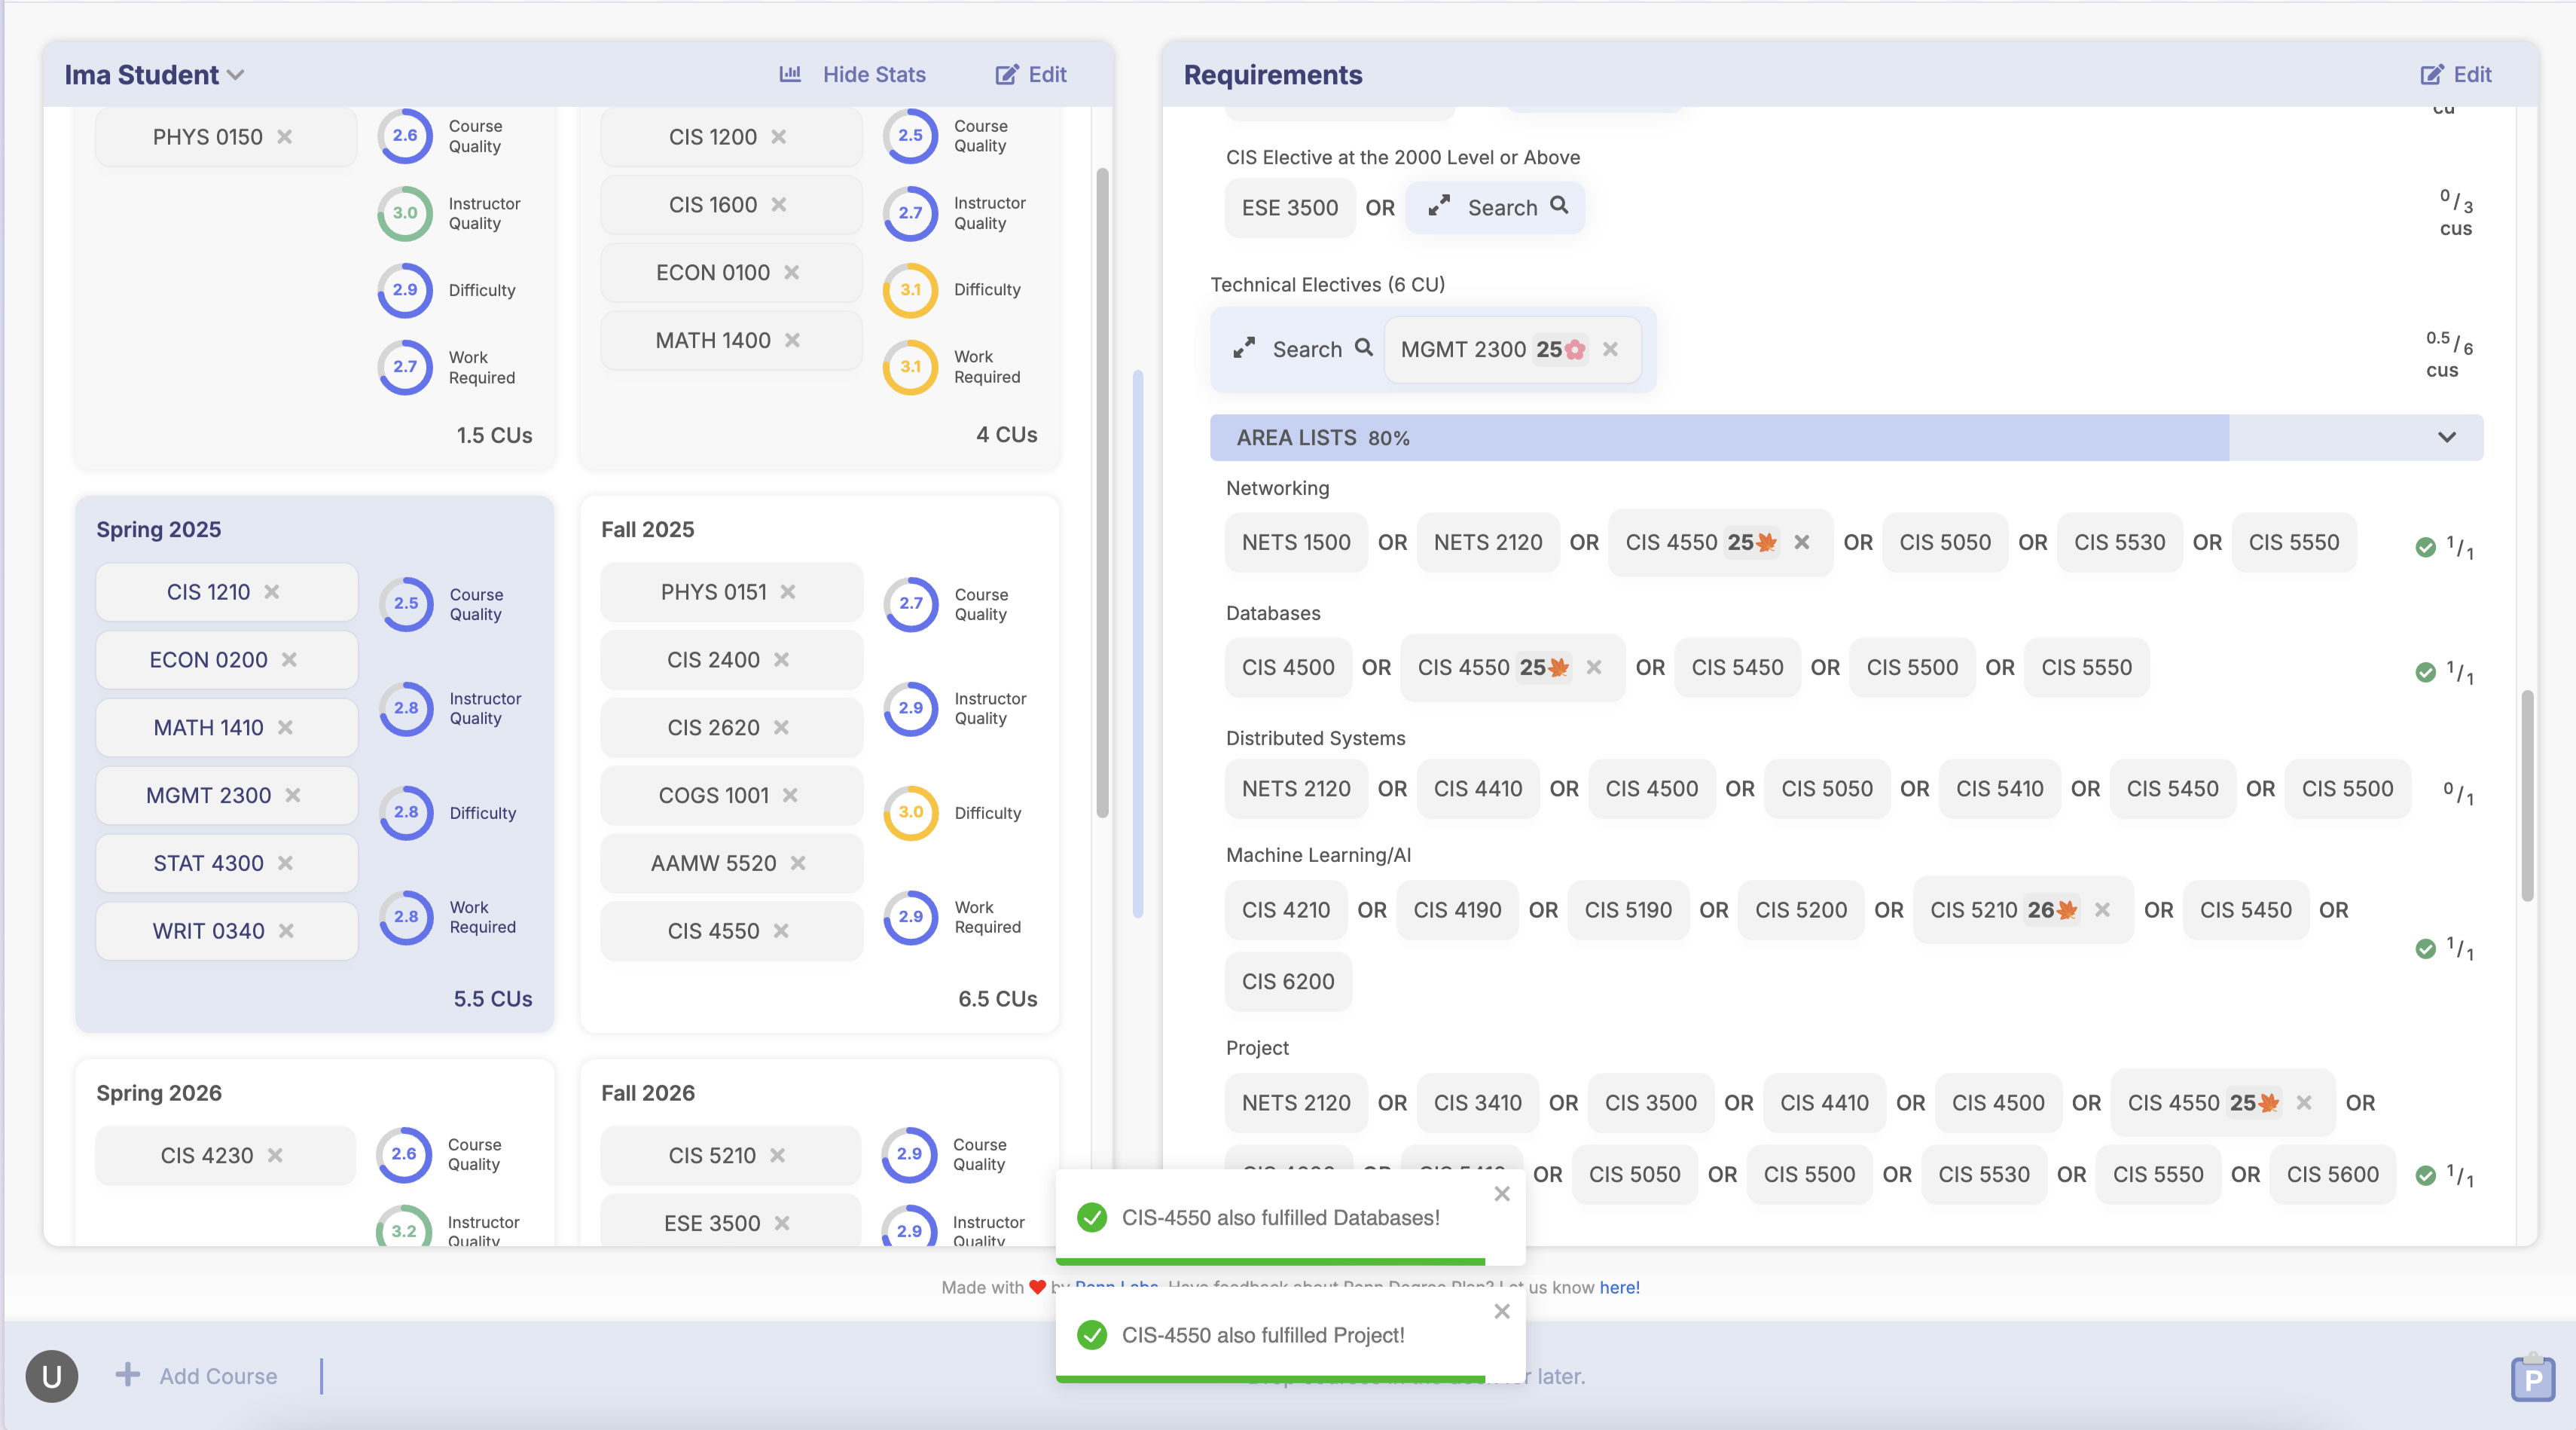 Ima Student
Hide Stats
Edit
PHYS 0150
2.6
Course
Quality
3.0
Instructor
Quality
2.9
Difficulty
2.7
Work
Required
1.5 CUs
CIS 1200
CIS 1600
ECON 0100
MATH 1400
2.5
Course
Quality
2.7
Instructor
Quality
3.1
Difficulty
3.1
Work
Required
4 CUs
Spring 2025
CIS 1210
ECON 0200
MATH 1410
MGMT 2300
STAT 4300
WRIT 0340
2.5
Course
Quality
2.8
Instructor
Quality
2.8
Difficulty
2.8
Work
Required
5.5 CUs
Fall 2025
PHYS 0151
CIS 2400
CIS 2620
COGS 1001
AAMW 5520
CIS 4550
2.7
Course
Quality
2.9
Instructor
Quality
3.0
Difficulty
2.9
Work
Required
6.5 CUs
Spring 2026
CIS 4230
2.6
Course
Quality
3.2
Instructor
Quality
Fall 2026
CIS 5210
ESE 3500
2.9
Course
Quality
2.9
Instructor
Quality
Requirements
Edit
cu
CIS Elective at the 2000 Level or Above
ESE 3500 OR Search
0/3
cus
Technical Electives (6 CU)
Search MGMT 2300 25
0.5/6
cus
AREA LISTS 80%
Networking
NETS 1500 OR NETS 2120 OR CIS 4550 25 OR CIS 5050 OR CIS 5530 OR CIS 5550
1/1
Databases
CIS 4500 OR CIS 4550 25 OR CIS 5450 OR CIS 5500 OR CIS 5550
1/1
Distributed Systems
NETS 2120 OR CIS 4410 OR CIS 4500 OR CIS 5050 OR CIS 5410 OR CIS 5450 OR CIS 5500
0/1
Machine Learning/AI
CIS 4210 OR CIS 4190 OR CIS 5190 OR CIS 5200 OR CIS 5210 26 OR CIS 5450 OR
CIS 6200
1/1
Project
NETS 2120 OR CIS 3410 OR CIS 3500 OR CIS 4410 OR CIS 4500 OR CIS 4550 25 OR
OR CIS 5050 OR CIS 5500 OR CIS 5530 OR CIS 5550 OR CIS 5600
1/1
CIS-4550 also fulfilled Databases!
Made with ❤ by Penn Labs. Have feedback about Penn Degree Plan? Let us know here!
CIS-4550 also fulfilled Project!
U
Add Course
later.
P